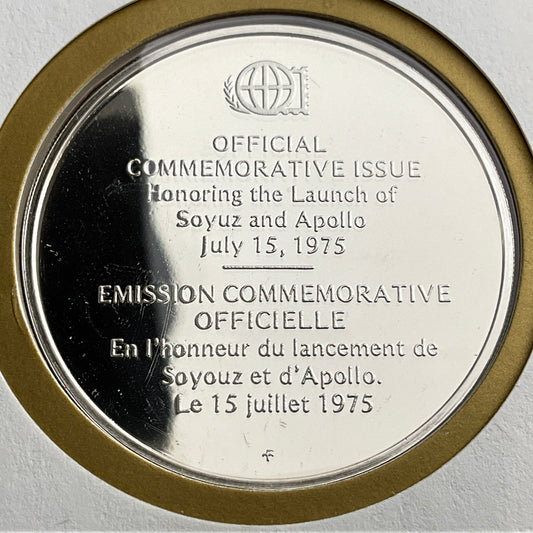 OFFICIAL
COMMEMORATIVE ISSUE
Honoring the Launch of
Soyuz and Apollo
July 15, 1975
EMISSION COMMEMORATIVE
OFFICIELLE
En l'honneur du lancement de
Soyouz et d'Apollo.
Le 15 juillet 1975